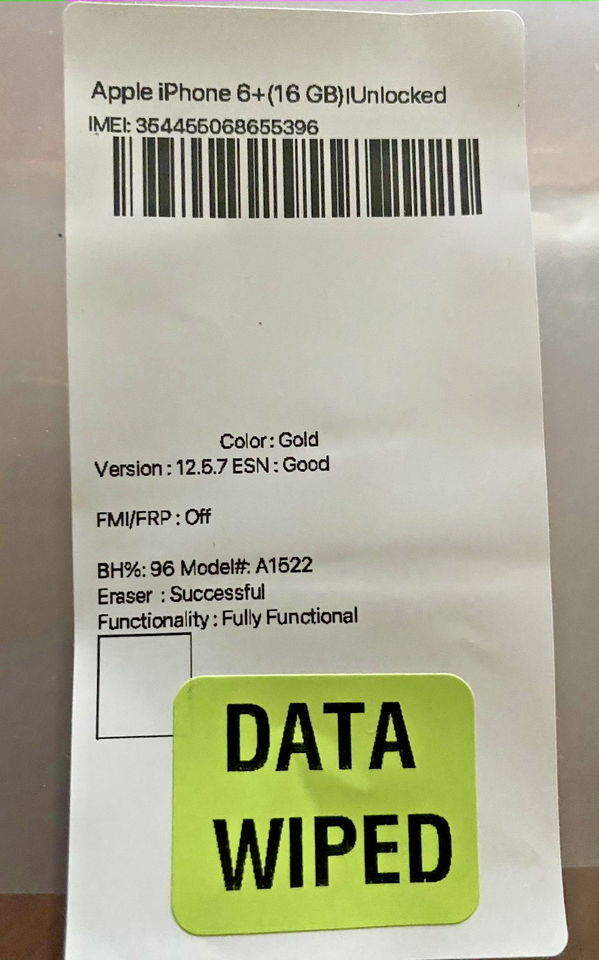 Apple iPhone 6+(16 GB)|Unlocked
IMEI: 354455068655396
Color: Gold
Version: 12.5.7 ESN: Good
FMI/FRP: Off
BH%: 96 Model#: A1522
Eraser : Successful
Functionality: Fully Functional
DATA
WIPED